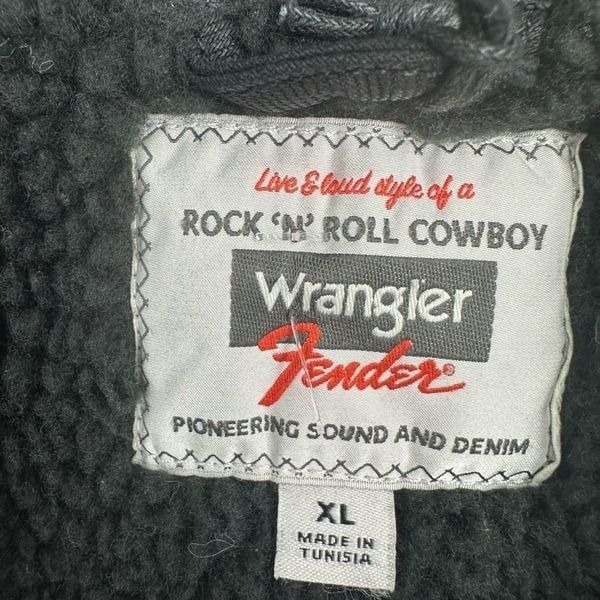 Live & loud style of a
ROCK 'N' ROLL COWBOY
Wrangler
Fender®
PIONEERING SOUND AND DENIM
XL
MADE IN
TUNISIA